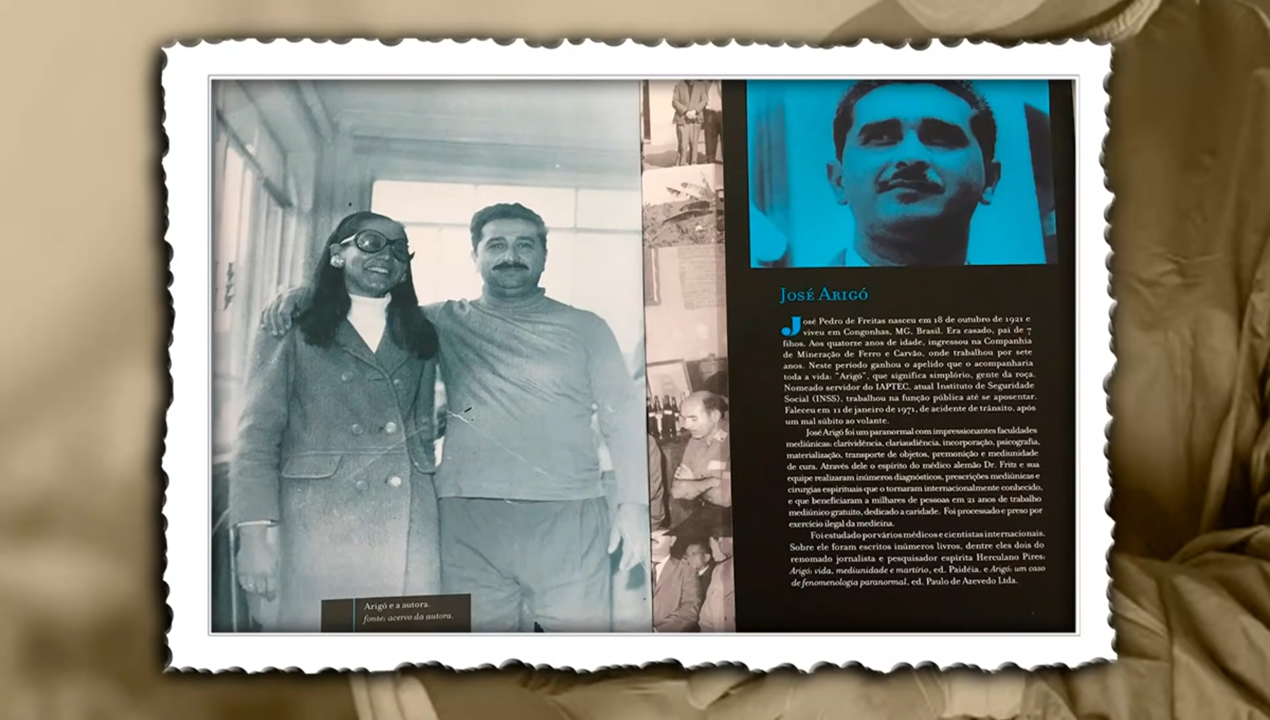 Arigó e a autora.
fonte: acervo da autora.
José Arigó
José Pedro de Freitas nasceu em 18 de outubro de 1921 e
viveu em Congonhas, MG, Brasil. Era casado, pai de 7
filhos. Aos quatorze anos de idade, ingressou na Companhia
de Mineração de Ferro e Carvão, onde trabalhou por sete
anos. Neste período ganhou o apelido que o acompanharia
toda a vida: "Arigó", que significa simplório, gente da roça.
Nomeado servidor do IAPTEC, atual Instituto de Seguridade
Social (INSS), trabalhou na função pública até se aposentar.
Faleceu em 11 de janeiro de 1971, de acidente de trânsito, após
um mal súbito ao volante.
José Arigó foi um paranormal com impressionantes faculdades
mediúnicas: clarividência, clariaudiência, incorporação, psicografia,
materialização, transporte de objetos, premonição e mediunidade
de cura. Através dele o espírito do médico alemão Dr. Fritz e sua
equipe realizaram inúmeros diagnósticos, prescrições mediúnicas e
cirurgias espirituais que o tornaram internacionalmente conhecido,
e que beneficiaram a milhares de pessoas em 21 anos de trabalho
mediúnico gratuito, dedicado a caridade. Foi processado e preso por
exercício ilegal da medicina.
Foi estudado por vários médicos e cientistas internacionais.
Sobre ele foram escritos inúmeros livros, dentre eles dois do
renomado jornalista e pesquisador espírita Herculano Pires:
Arigó: vida, mediunidade e martírio, ed. Paidéia. e Arigó: um caso
de fenomenologia paranormal, ed. Paulo de Azevedo Ltda.